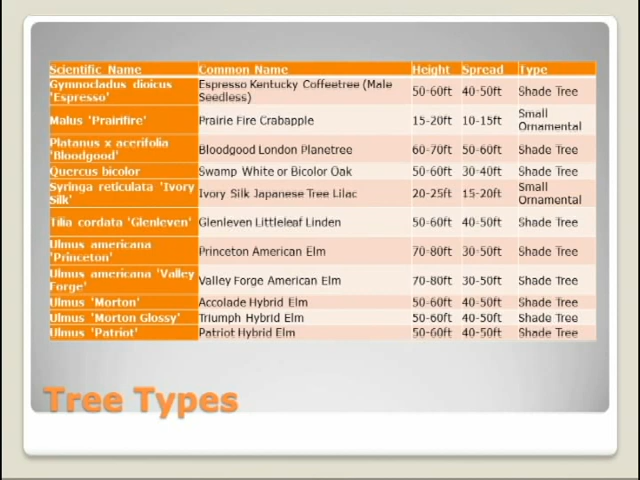 Scientific Name Common Name Height Spread Type
Gymnocladus dioicus Espresso Kentucky Coffeetree (Male
'Espresso' Seedless) 50-60ft 40-50ft Shade Tree
Malus 'Prairifire' Prairie Fire Crabapple 15-20ft 10-15ft Small
Ornamental
Platanus x acerifolia
'Bloodgood' Bloodgood London Planetree 60-70ft 50-60ft Shade Tree
Quercus bicolor Swamp White or Bicolor Oak 50-60ft 30-40ft Shade Tree
Syringa reticulata 'Ivory
Silk' Ivory Silk Japanese Tree Lilac 20-25ft 15-20ft Small
Ornamental
Tilia cordata 'Glenleven' Glenleven Littleleaf Linden 50-60ft 40-50ft Shade Tree
Ulmus americana
'Princeton' Princeton American Elm 70-80ft 30-50ft Shade Tree
Ulmus americana 'Valley
Forge' Valley Forge American Elm 70-80ft 30-50ft Shade Tree
Ulmus 'Morton' Accolade Hybrid Elm 50-60ft 40-50ft Shade Tree
Ulmus 'Morton Glossy' Triumph Hybrid Elm 50-60ft 40-50ft Shade Tree
Ulmus 'Patriot' Patriot Hybrid Elm 50-60ft 40-50ft Shade Tree
Tree Types